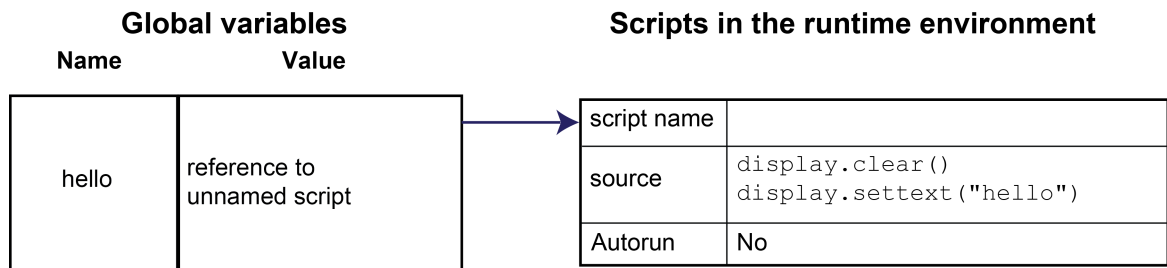 Global variables
Scripts in the runtime environment
Name Value
hello
reference to
unnamed script
script name
source
display.clear()
display.settext("hello")
Autorun No